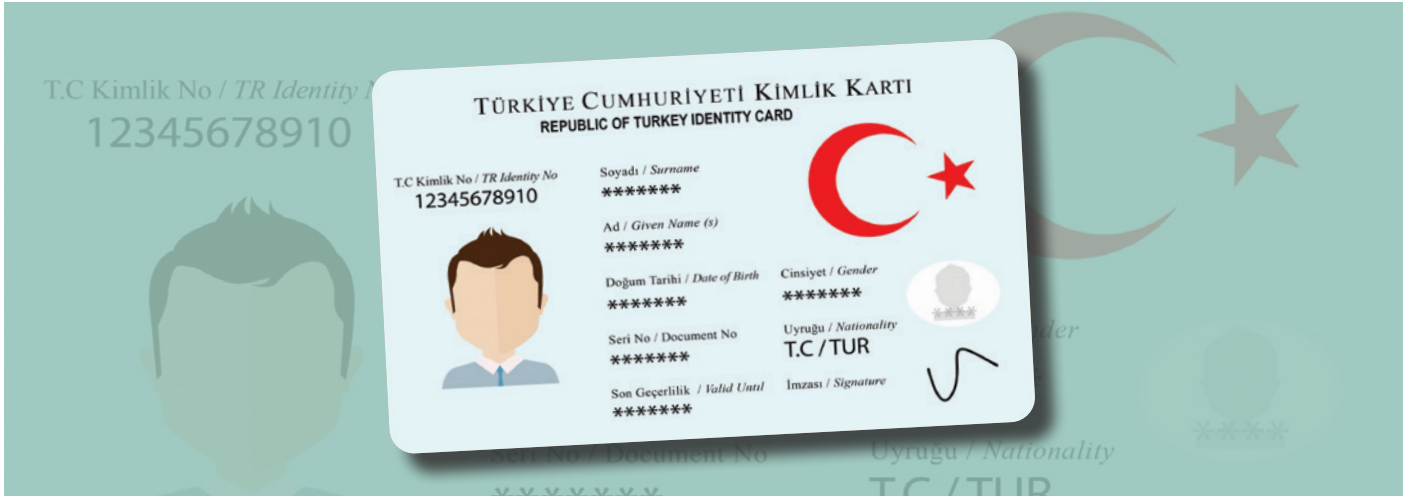 T.C Kimlik No / TR Identity
12345678910
TÜRKİYE CUMHURİYETİ KİMLİK KARTI
REPUBLIC OF TURKEY IDENTITY CARD
T.C Kimlik No / TR Identity No
12345678910
Soyadı / Surname
*******
Ad / Given Name (s)
*******
Doğum Tarihi / Date of Birth
*******
Cinsiyet / Gender
*******
Seri No / Document No
*******
Uyruğu / Nationality
T.C / TUR
Son Geçerlilik / Valid Until
*******
İmzası / Signature
****
Seri No / Document No
*******
Uyruğu / Nationality
T.C / TUR
****